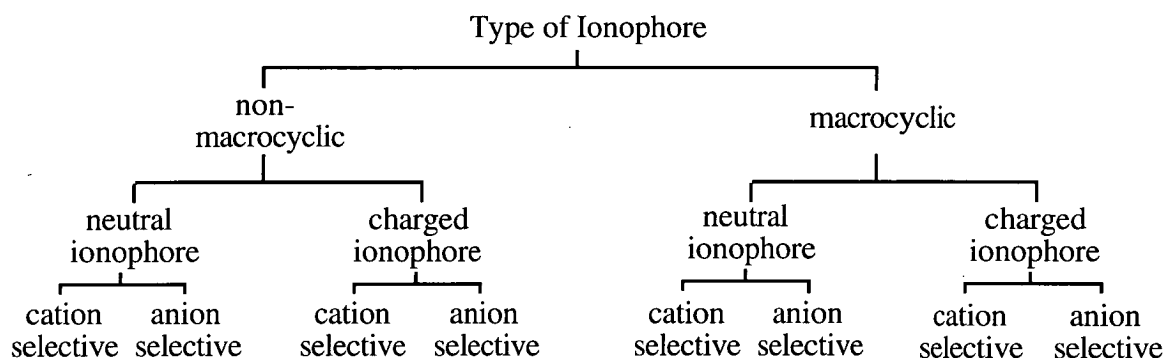 Type of Ionophore
non-
macrocyclic
macrocyclic
neutral
ionophore
charged
ionophore
neutral
ionophore
charged
ionophore
cation
selective
anion
selective
cation
selective
anion
selective
cation
selective
anion
selective
cation
selective
anion
selective